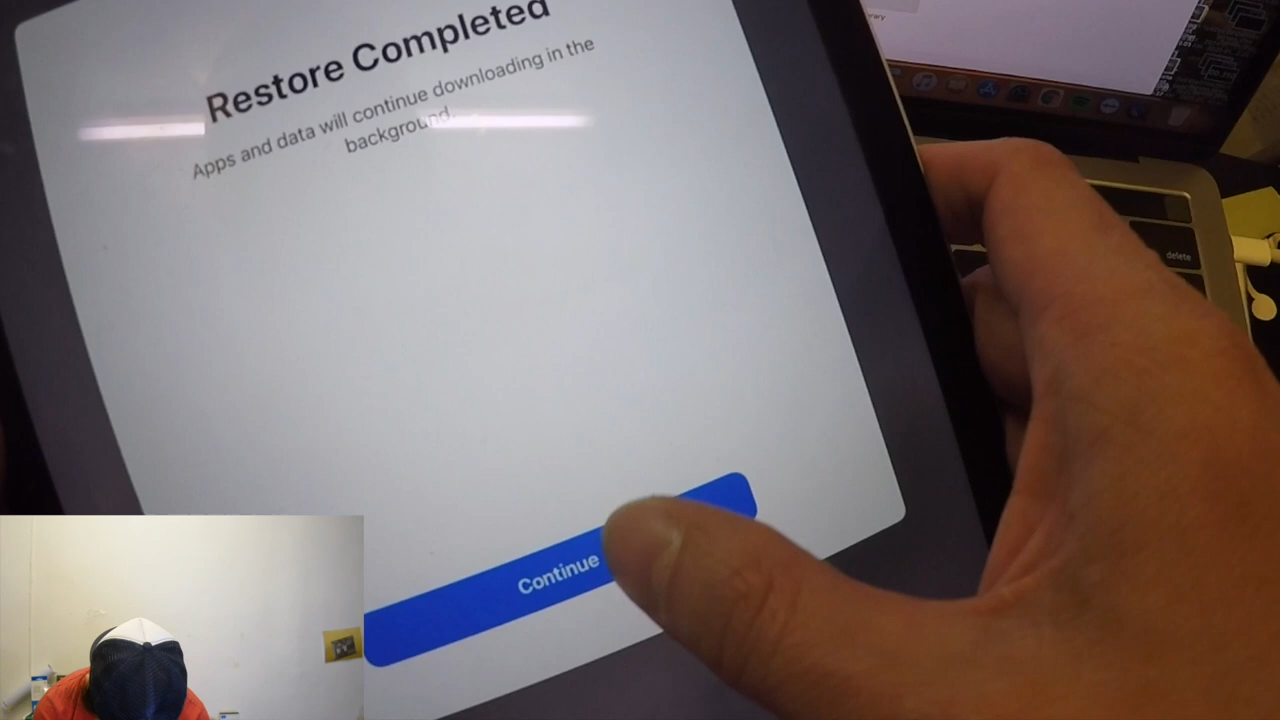 Restore Completed
Apps and data will continue downloading in the
background.
Continue
delete